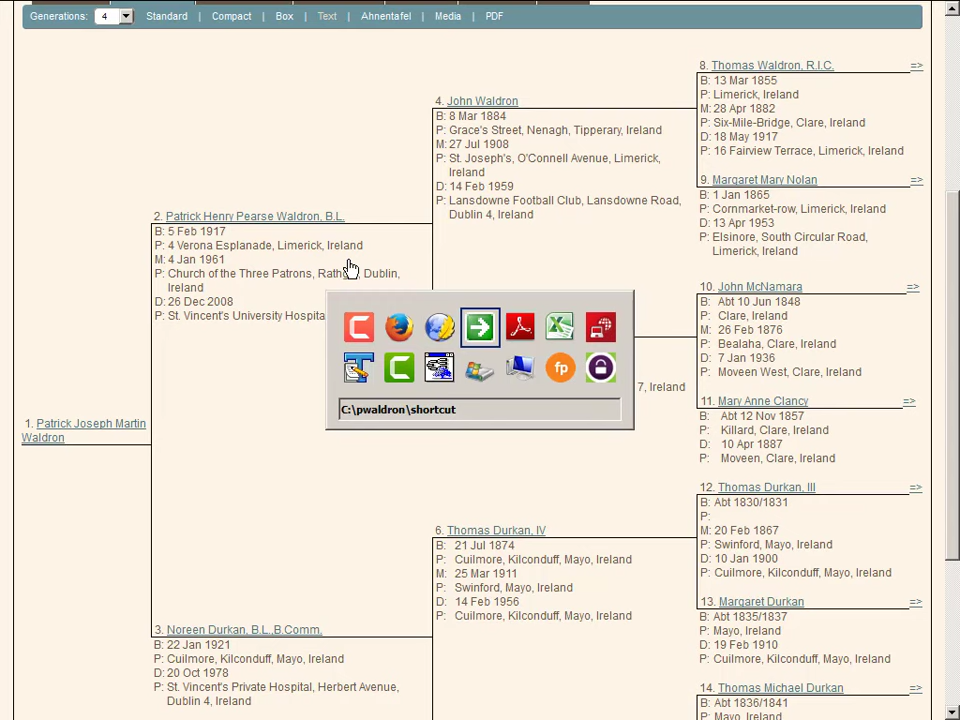 Generations: 4 Standard | Compact | Box | Text | Ahnentafel | Media | PDF
8. Thomas Waldron, R.I.C. =>
B: 13 Mar 1855
P: Limerick, Ireland
M: 28 Apr 1882
P: Six-Mile-Bridge, Clare, Ireland
D: 18 May 1917
P: 16 Fairview Terrace, Limerick, Ireland
4. John Waldron
B: 8 Mar 1884
P: Grace's Street, Nenagh, Tipperary, Ireland
M: 27 Jul 1908
P: St. Joseph's, O'Connell Avenue, Limerick,
Ireland
D: 14 Feb 1959
P: Lansdowne Football Club, Lansdowne Road,
Dublin 4, Ireland
9. Margaret Mary Nolan =>
B: 1 Jan 1865
P: Cornmarket-row, Limerick, Ireland
D: 13 Apr 1953
P: Elsinore, South Circular Road,
Limerick, Ireland
2. Patrick Henry Pearse Waldron, B.L.
B: 5 Feb 1917
P: 4 Verona Esplanade, Limerick, Ireland
M: 4 Jan 1961
P: Church of the Three Patrons, Dublin,
Ireland
D: 26 Dec 2008
P: St. Vincent's University Hospita
10. John McNamara =>
B: Abt 10 Jun 1848
P: Clare, Ireland
M: 26 Feb 1876
P: Bealaha, Clare, Ireland
D: 7 Jan 1936
P: Moveen West, Clare, Ireland
7, Ireland
fp
C:\pwaldron\shortcut
11. Mary Anne Clancy =>
B: Abt 12 Nov 1857
P: Killard, Clare, Ireland
D: 10 Apr 1887
P: Moveen, Clare, Ireland
1. Patrick Joseph Martin
Waldron
12. Thomas Durkan, III =>
B: Abt 1830/1831
P:
M: 20 Feb 1867
P: Swinford, Mayo, Ireland
D: 10 Jan 1900
P: Cuilmore, Kilconduff, Mayo, Ireland
6. Thomas Durkan, IV
B: 21 Jul 1874
P: Cuilmore, Kilconduff, Mayo, Ireland
M: 25 Mar 1911
P: Swinford, Mayo, Ireland
D: 14 Feb 1956
P: Cuilmore, Kilconduff, Mayo, Ireland
13. Margaret Durkan =>
B: Abt 1835/1837
P: Mayo, Ireland
D: 19 Feb 1910
P: Cuilmore, Kilconduff, Mayo, Ireland
3. Noreen Durkan, B.L.,B.Comm.
B: 22 Jan 1921
P: Cuilmore, Kilconduff, Mayo, Ireland
D: 20 Oct 1978
P: St. Vincent's Private Hospital, Herbert Avenue,
Dublin 4, Ireland
14. Thomas Michael Durkan =>
B: Abt 1836/1841
P: Mayo, Ireland